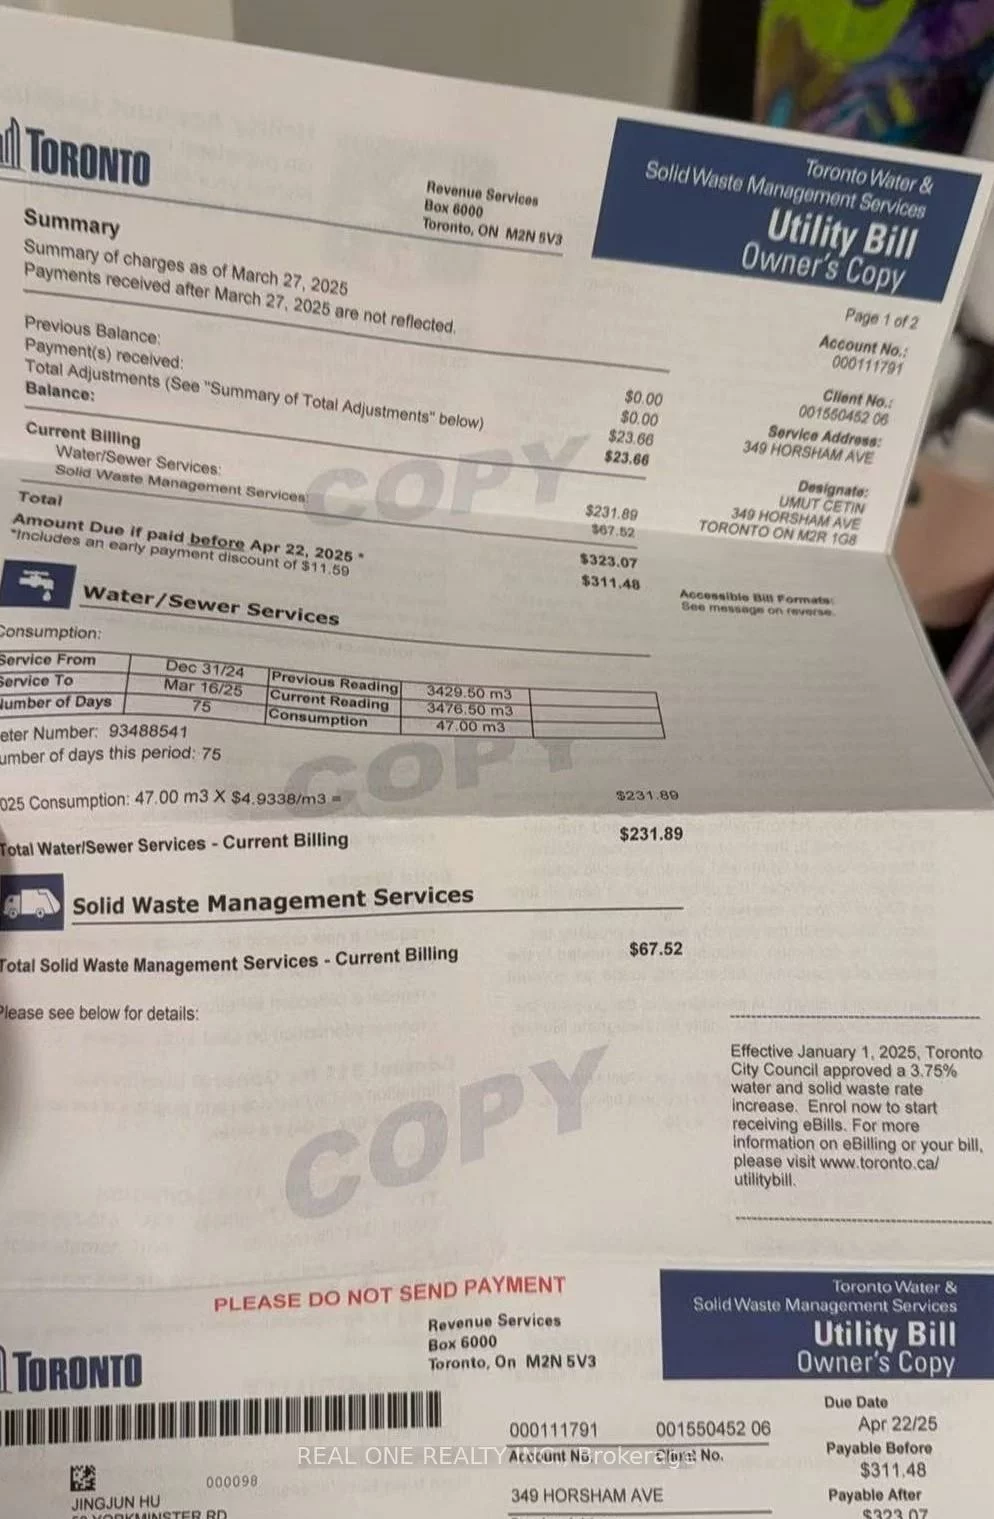 TORONTO
Revenue Services
Box 6000
Toronto, ON M2N 5V3
Toronto Water &
Solid Waste Management Services
Utility Bill
Owner's Copy
Summary
Summary of charges as of March 27, 2025
Payments received after March 27, 2025 are not reflected.
Page 1 of 2
Account No.:
000111791
Client No.:
001550452 06
Service Address:
349 HORSHAM AVE
Designate:
UMUT CETIN
349 HORSHAM AVE
TORONTO ON M2R 1G8
Previous Balance: $0.00
Payment(s) received: $0.00
Total Adjustments (See "Summary of Total Adjustments" below) $23.66
Balance: $23.66
COPY
Current Billing
Water/Sewer Services: $231.89
Solid Waste Management Services: $67.52
Total $323.07
Amount Due if paid before Apr 22, 2025 * $311.48
*Includes an early payment discount of $11.59
Accessible Bill Formats:
See message on reverse.
Water/Sewer Services
Consumption:
Service From Dec 31/24 Previous Reading 3429.50 m3
Service To Mar 16/25 Current Reading 3476.50 m3
Number of Days 75 Consumption 47.00 m3
eter Number: 93488541
umber of days this period: 75
COPY
025 Consumption: 47.00 m3 X $4.9338/m3 = $231.89
Total Water/Sewer Services - Current Billing $231.89
Solid Waste Management Services
Total Solid Waste Management Services - Current Billing $67.52
Please see below for details:
Effective January 1, 2025, Toronto
City Council approved a 3.75%
water and solid waste rate
increase. Enrol now to start
receiving eBills. For more
information on eBilling or your bill,
please visit www.toronto.ca/
utilitybill.
COPY
PLEASE DO NOT SEND PAYMENT
TORONTO
Revenue Services
Box 6000
Toronto, On M2N 5V3
Toronto Water &
Solid Waste Management Services
Utility Bill
Owner's Copy
Due Date
Apr 22/25
Payable Before
$311.48
Payable After
$323.07
000111791 001550452 06
Account No. Client No.
REAL ONE REALTY INC., Brokerage
349 HORSHAM AVE
000098
JINGJUN HU
YORKMINSTER RD